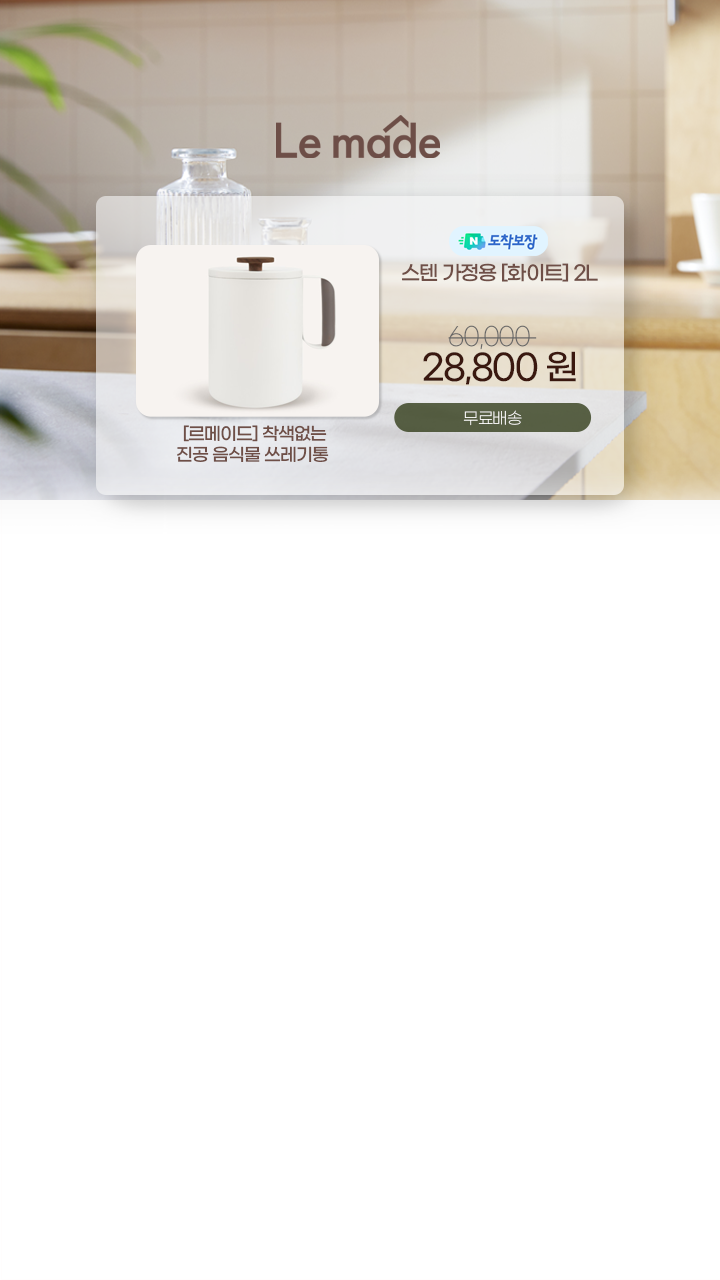 Le made
N 도착보장
스텐 가정용 [화이트] 2L
60,000
28,800 원
무료배송
[르메이드] 착색없는
진공 음식물 쓰레기통